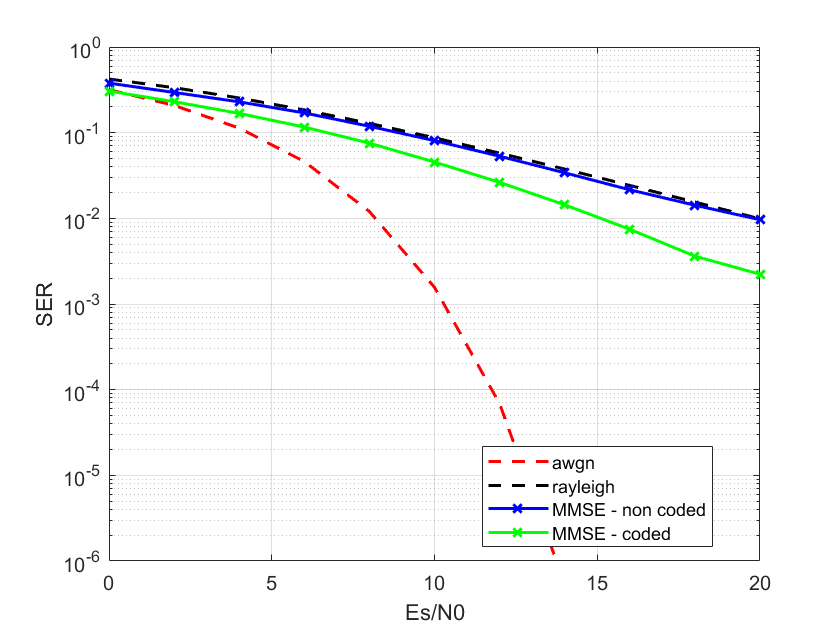 10^0
10^-1
10^-2
10^-3
10^-4
10^-5
10^-6
SER
awgn
rayleigh
MMSE - non coded
MMSE - coded
0 5 10 15 20
Es/N0